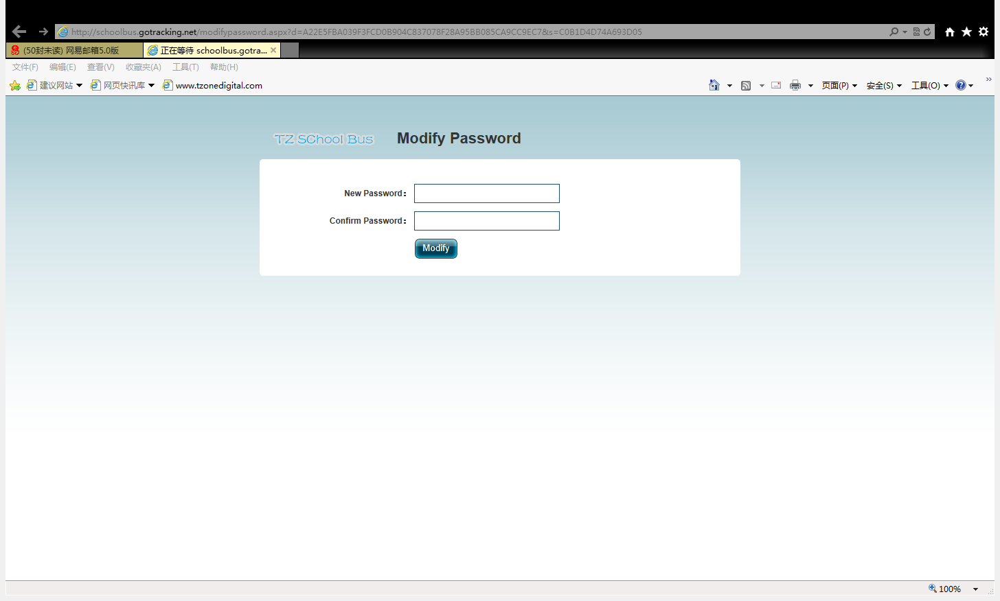 http://schoolbus.gotracking.net/modifypassword.aspx?d=A22E5FBA039F3FCD0B904C837078F28A95BB085CA9CC9EC7&s=C0B1D4D74A693D05
(50封未读) 网易邮箱5.0版 正在等待 schoolbus.gotra...
文件(F) 编辑(E) 查看(V) 收藏夹(A) 工具(T) 帮助(H)
建议网站 网页快讯库 www.tzonedigital.com 页面(P) 安全(S) 工具(O)
TZ SChool Bus Modify Password
New Password：
Confirm Password：
Modify
100%